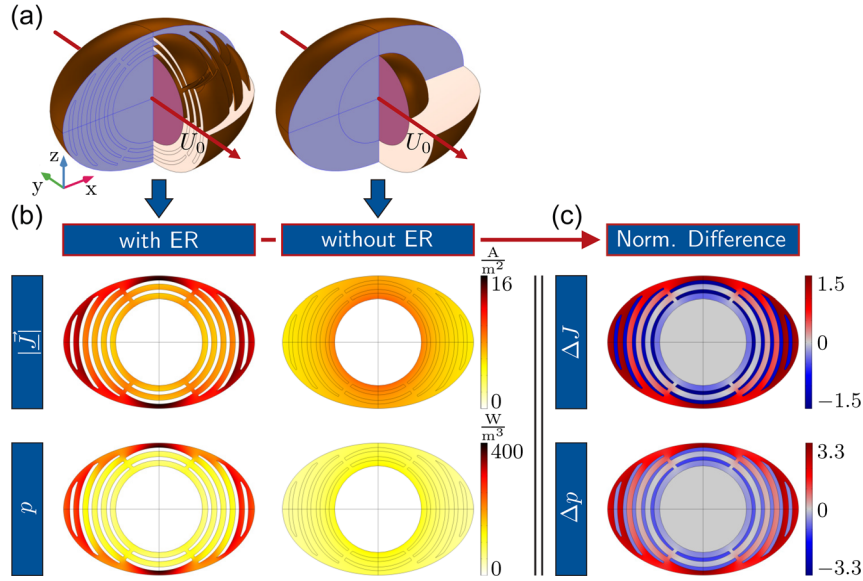 (a)
U₀
U₀
z
y
x
(b)
(c)
with ER
without ER
Norm. Difference
A/m²
|J⃗|
16
0
ΔJ
1.5
0
−1.5
W/m³
p
400
0
Δp
3.3
0
−3.3